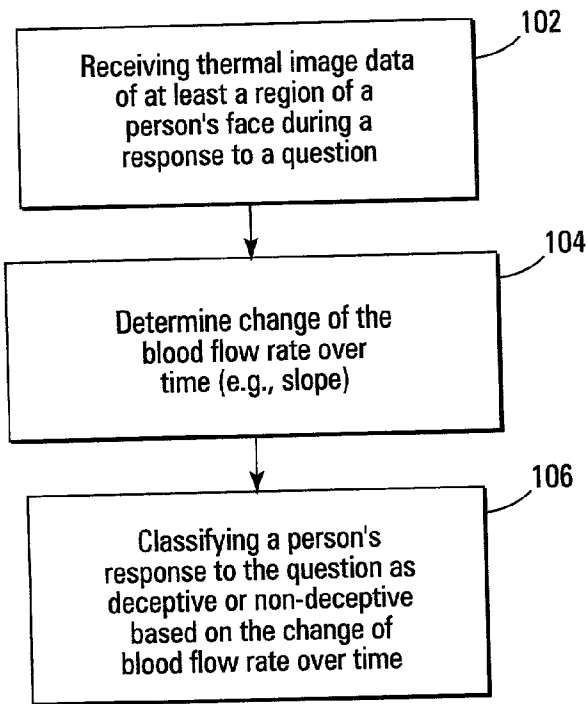 102
Receiving thermal image data
of at least a region of a
person's face during a
response to a question
104
Determine change of the
blood flow rate over
time (e.g., slope)
106
Classifying a person's
response to the question as
deceptive or non-deceptive
based on the change of
blood flow rate over time